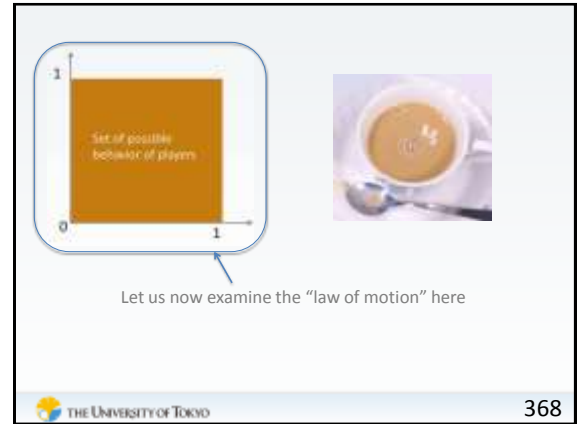 1
Set of possible
behavior of players
0
1
Let us now examine the “law of motion” here
THE UNIVERSITY OF TOKYO
368